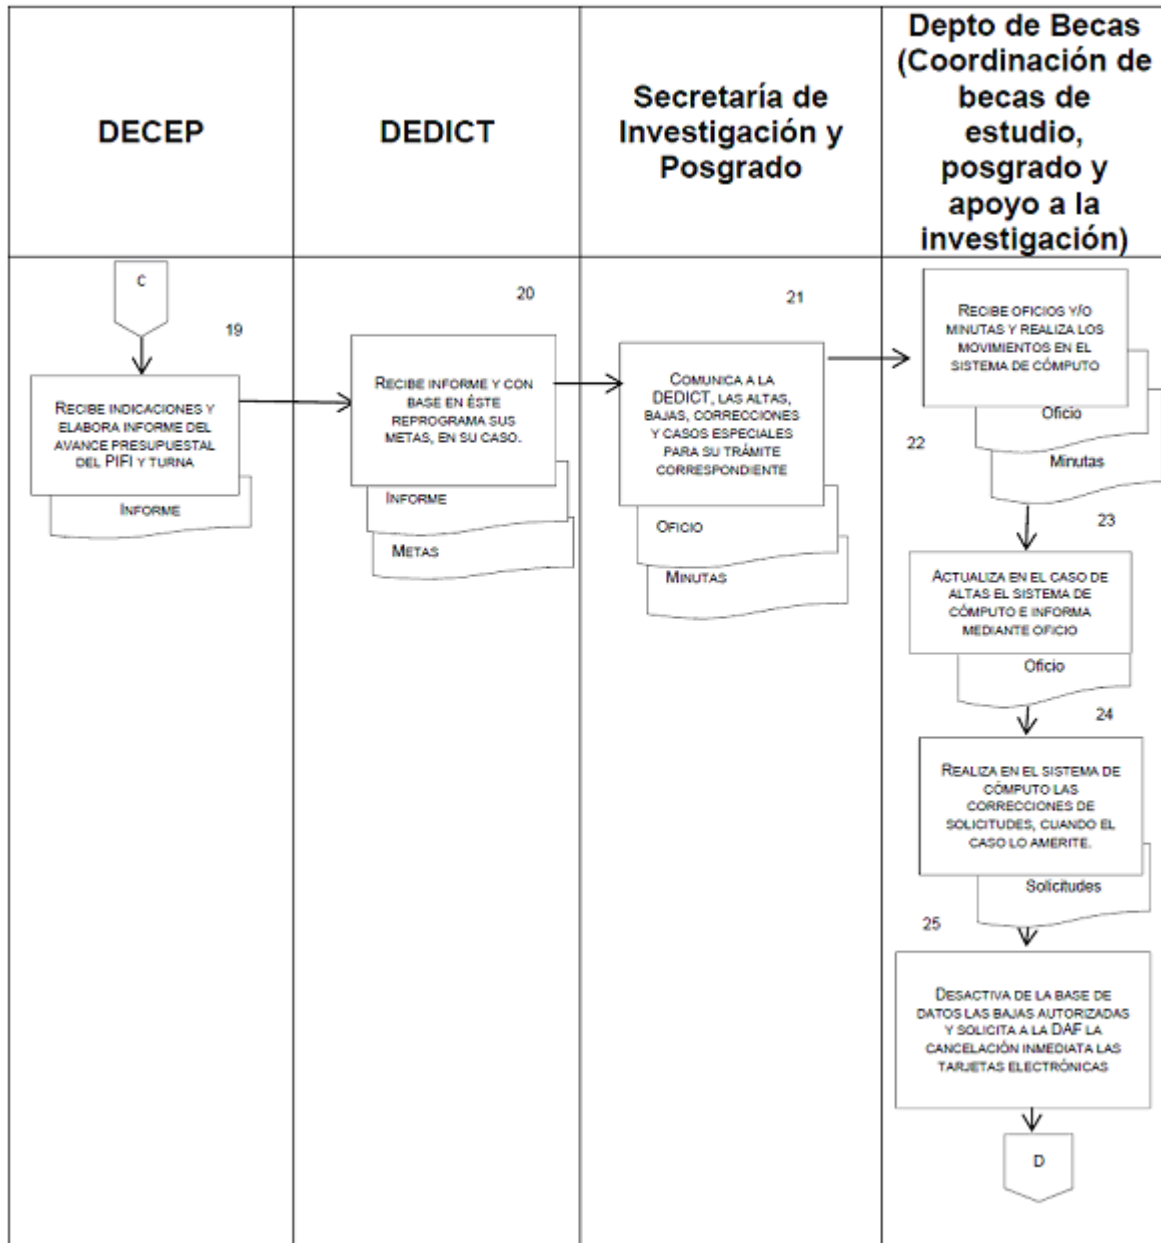 DECEP
DEDICT
Secretaría de
Investigación y
Posgrado
Depto de Becas
(Coordinación de
becas de
estudio,
posgrado y
apoyo a la
investigación)
C
19
RECIBE INDICACIONES Y
ELABORA INFORME DEL
AVANCE PRESUPUESTAL
DEL PIFI Y TURNA
INFORME
20
RECIBE INFORME Y CON
BASE EN ÉSTE
REPROGRAMA SUS
METAS, EN SU CASO.
INFORME
METAS
21
COMUNICA A LA
DEDICT, LAS ALTAS,
BAJAS, CORRECCIONES
Y CASOS ESPECIALES
PARA SU TRÁMITE
CORRESPONDIENTE
OFICIO
MINUTAS
RECIBE OFICIOS Y/O
MINUTAS Y REALIZA LOS
MOVIMIENTOS EN EL
SISTEMA DE CÓMPUTO
Oficio
22
Minutas
23
ACTUALIZA EN EL CASO DE
ALTAS EL SISTEMA DE
CÓMPUTO E INFORMA
MEDIANTE OFICIO
Oficio
24
REALIZA EN EL SISTEMA DE
CÓMPUTO LAS
CORRECCIONES DE
SOLICITUDES, CUANDO EL
CASO LO AMERITE.
Solicitudes
25
DESACTIVA DE LA BASE DE
DATOS LAS BAJAS AUTORIZADAS
Y SOLICITA A LA DAF LA
CANCELACIÓN INMEDIATA LAS
TARJETAS ELECTRÓNICAS
D